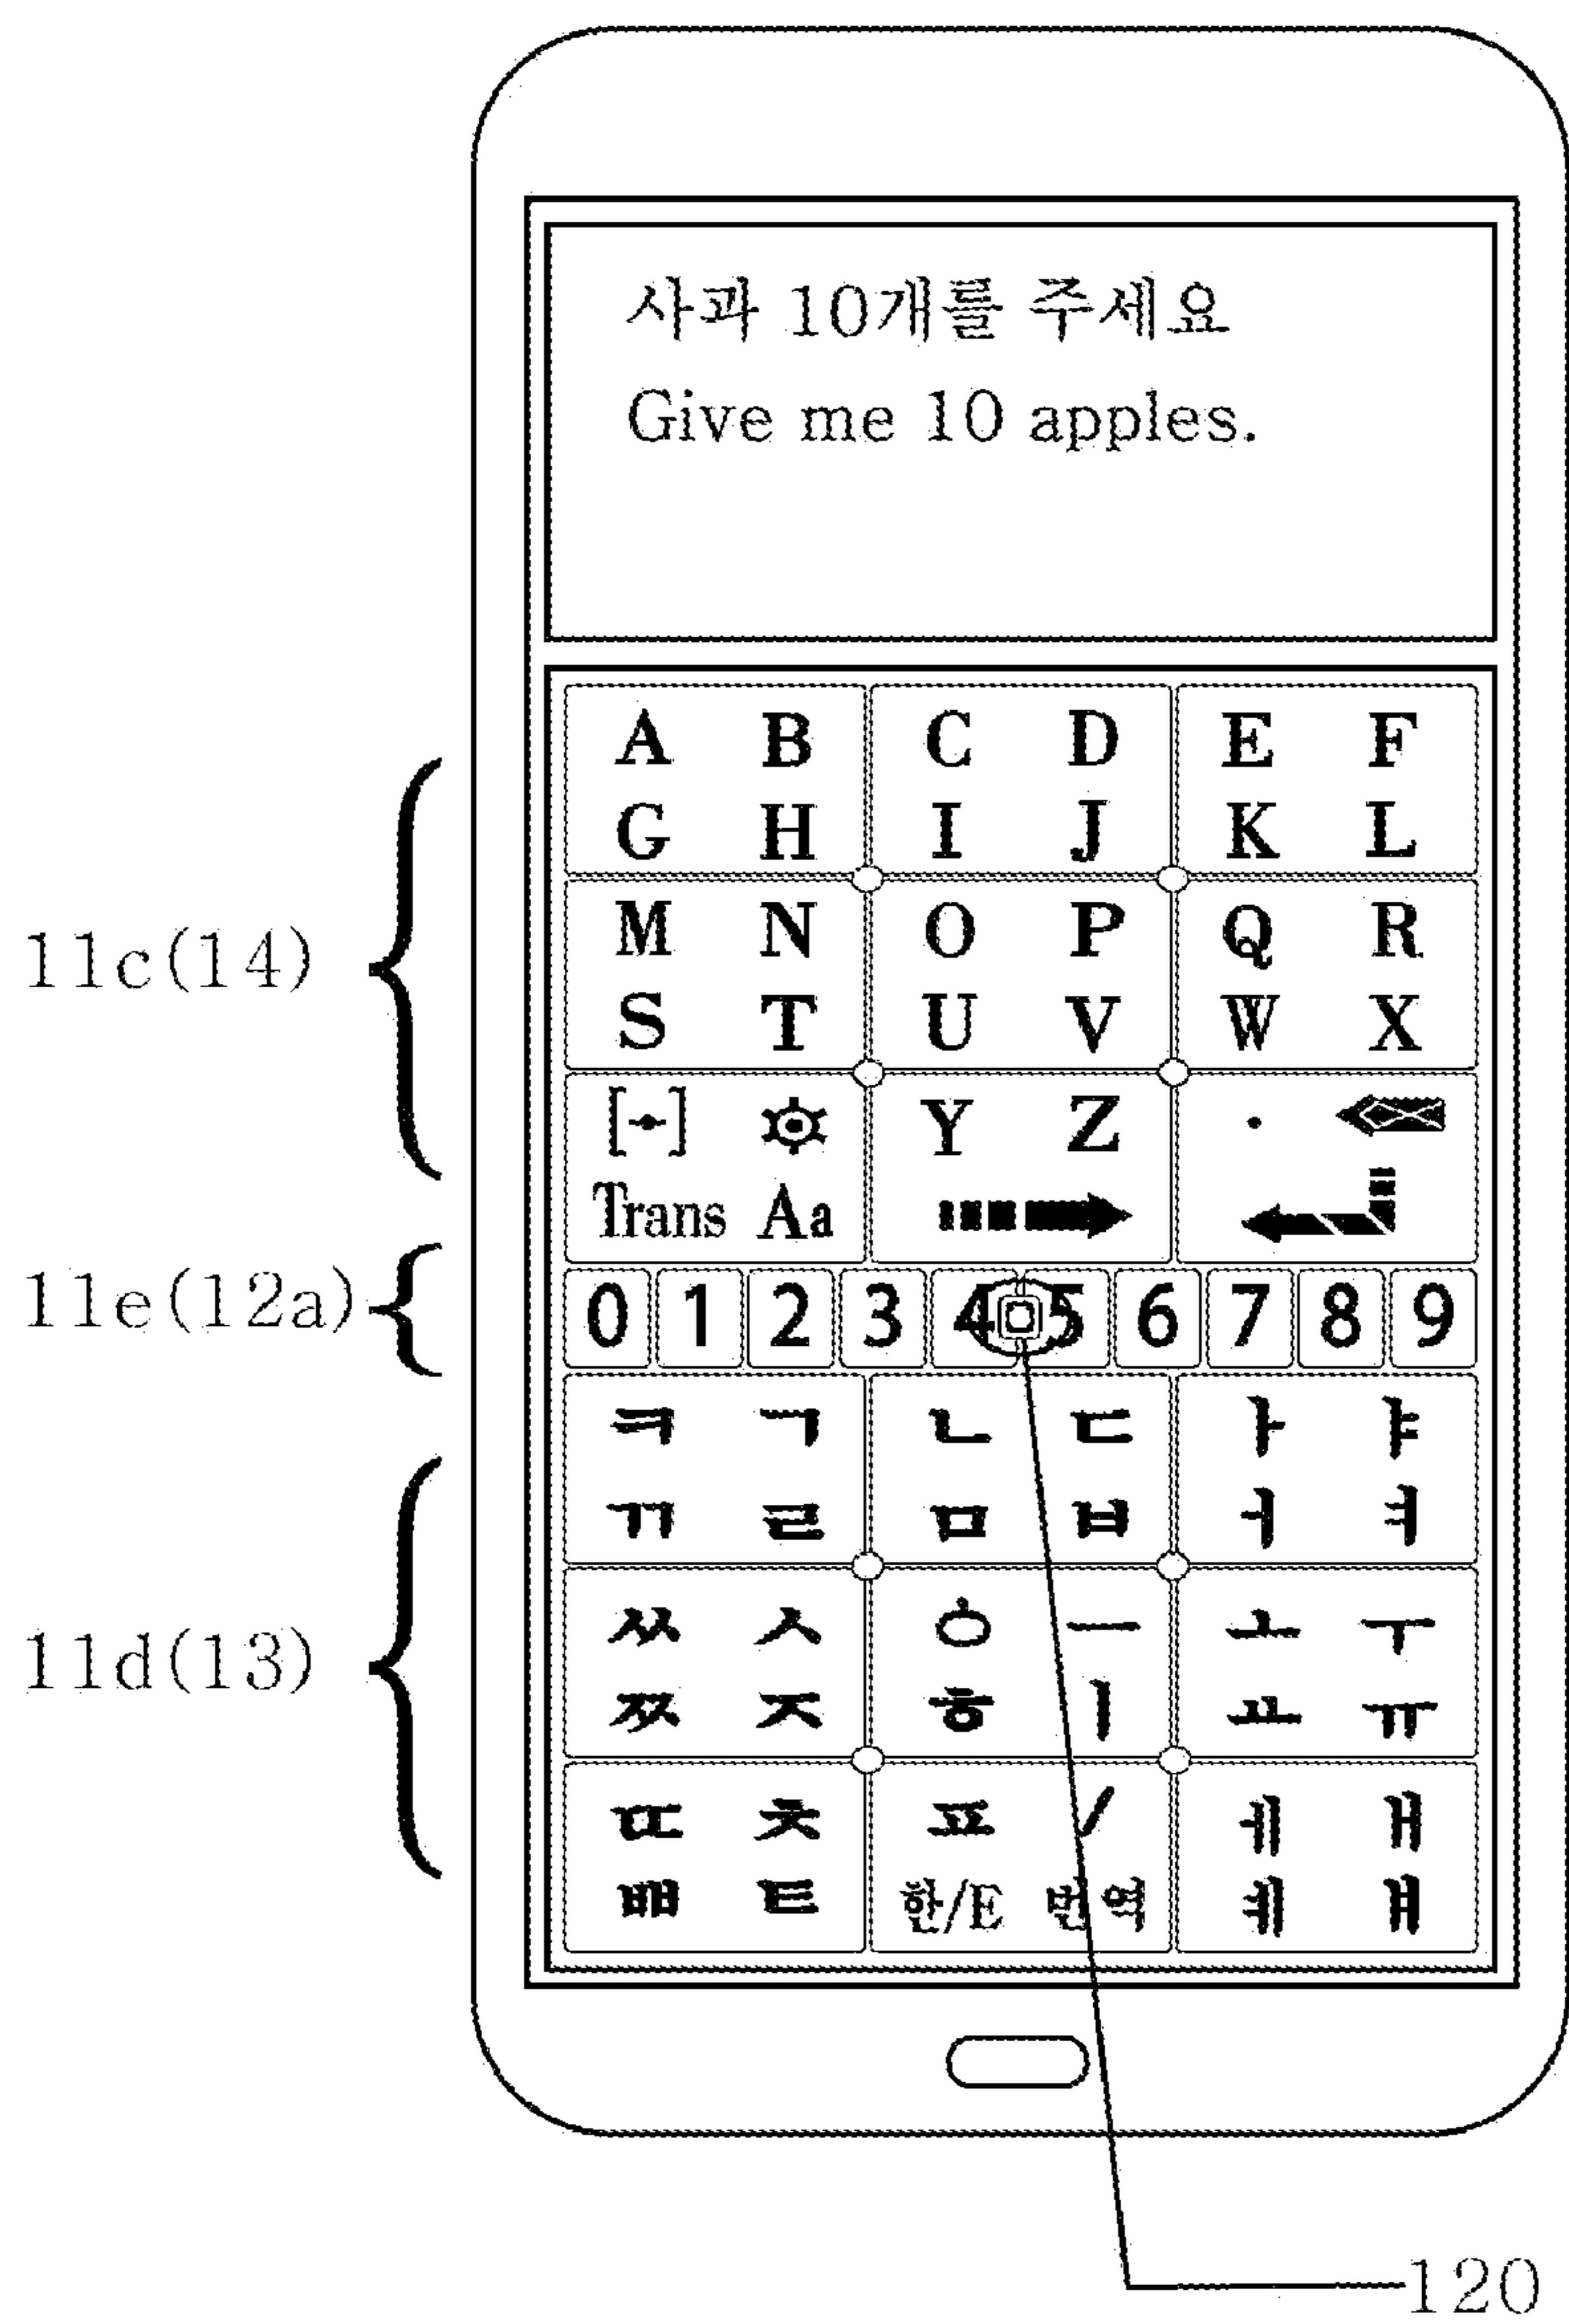 사과 10개를 주세요
Give me 10 apples.
A B C D E F
G H I J K L
11c(14)
M N O P Q R
S T U V W X
[·] Y Z .
Trans Aa
11e(12a)
0 1 2 3 4 5 6 7 8 9
ㅋ ㄱ ㄴ ㄷ ㅏ ㅑ
ㄲ ㄹ ㅁ ㅂ ㅓ ㅕ
11d(13)
ㅆ ㅅ ㅇ ㅡ ㅗ ㅜ
ㅉ ㅈ ㅎ ㅣ ㅛ ㅠ
ㄸ ㅊ ㅍ / ㅔ ㅐ
ㅃ ㅌ 한/E 번역 ㅖ ㅒ
120